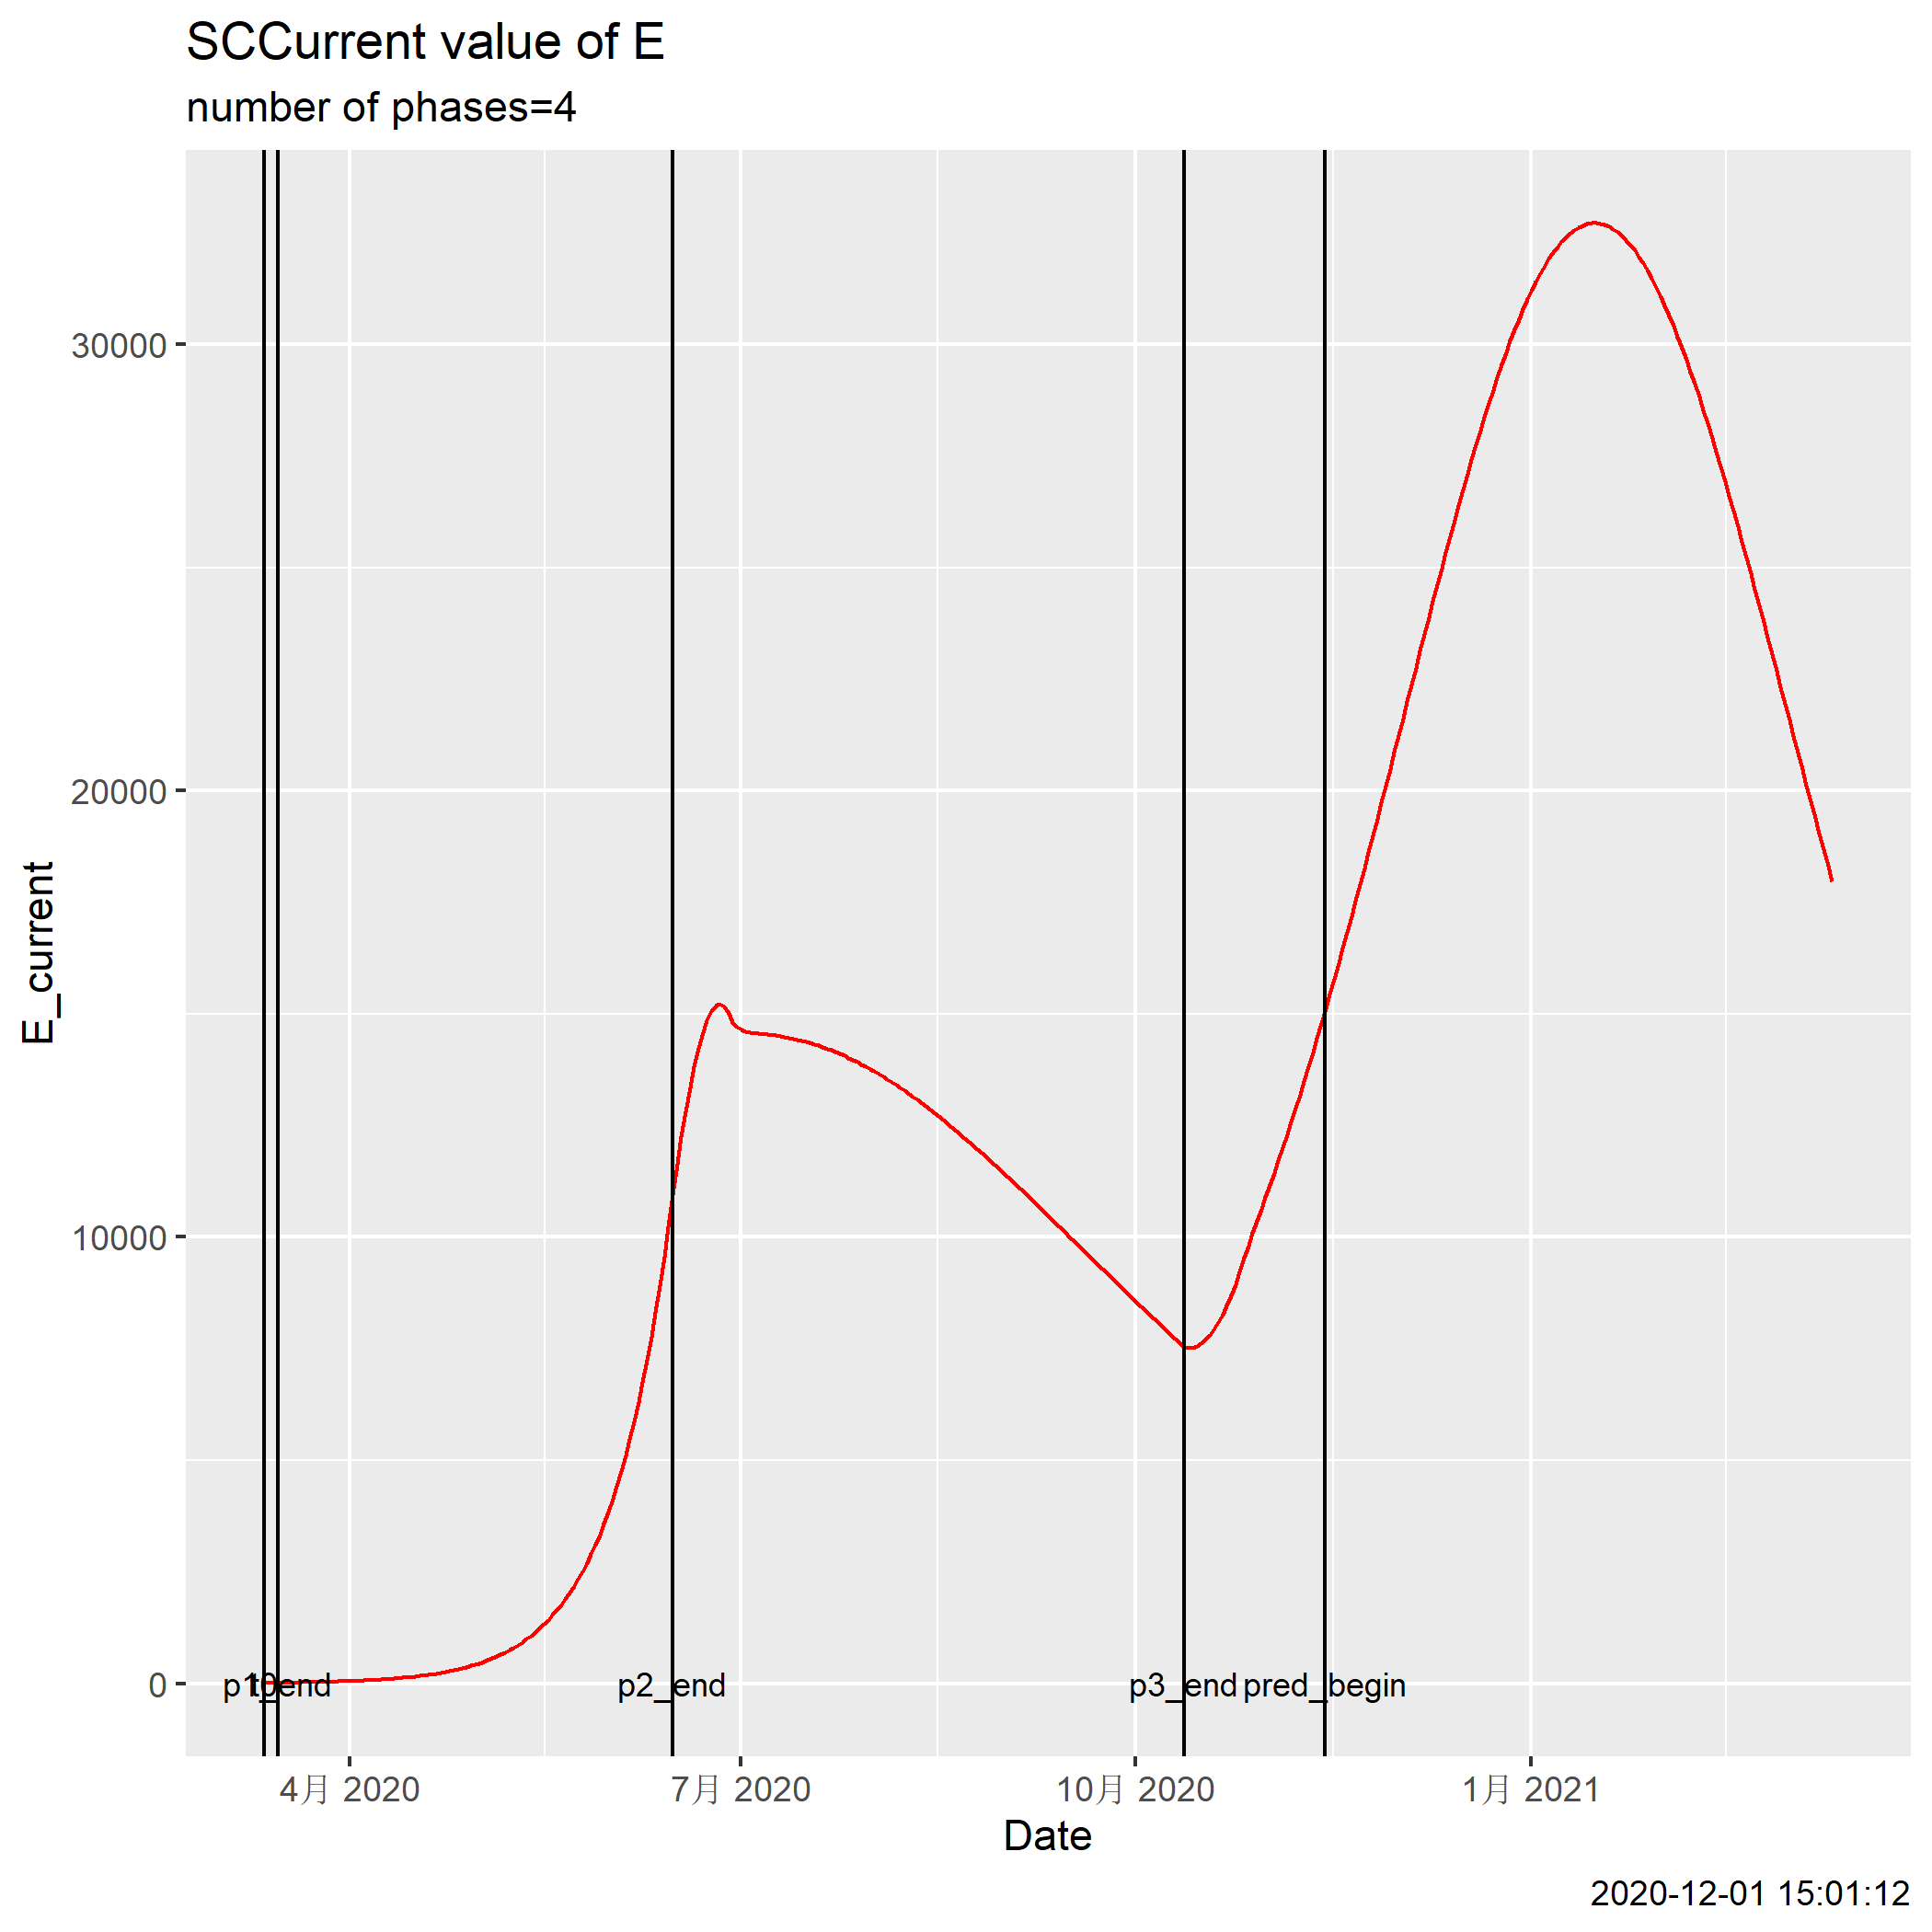 SCCurrent value of E
number of phases=4
E_current
30000
20000
10000
0
p2_end
p3_end
pred_begin
4月 2020
7月 2020
10月 2020
1月 2021
Date
2020-12-01 15:01:12